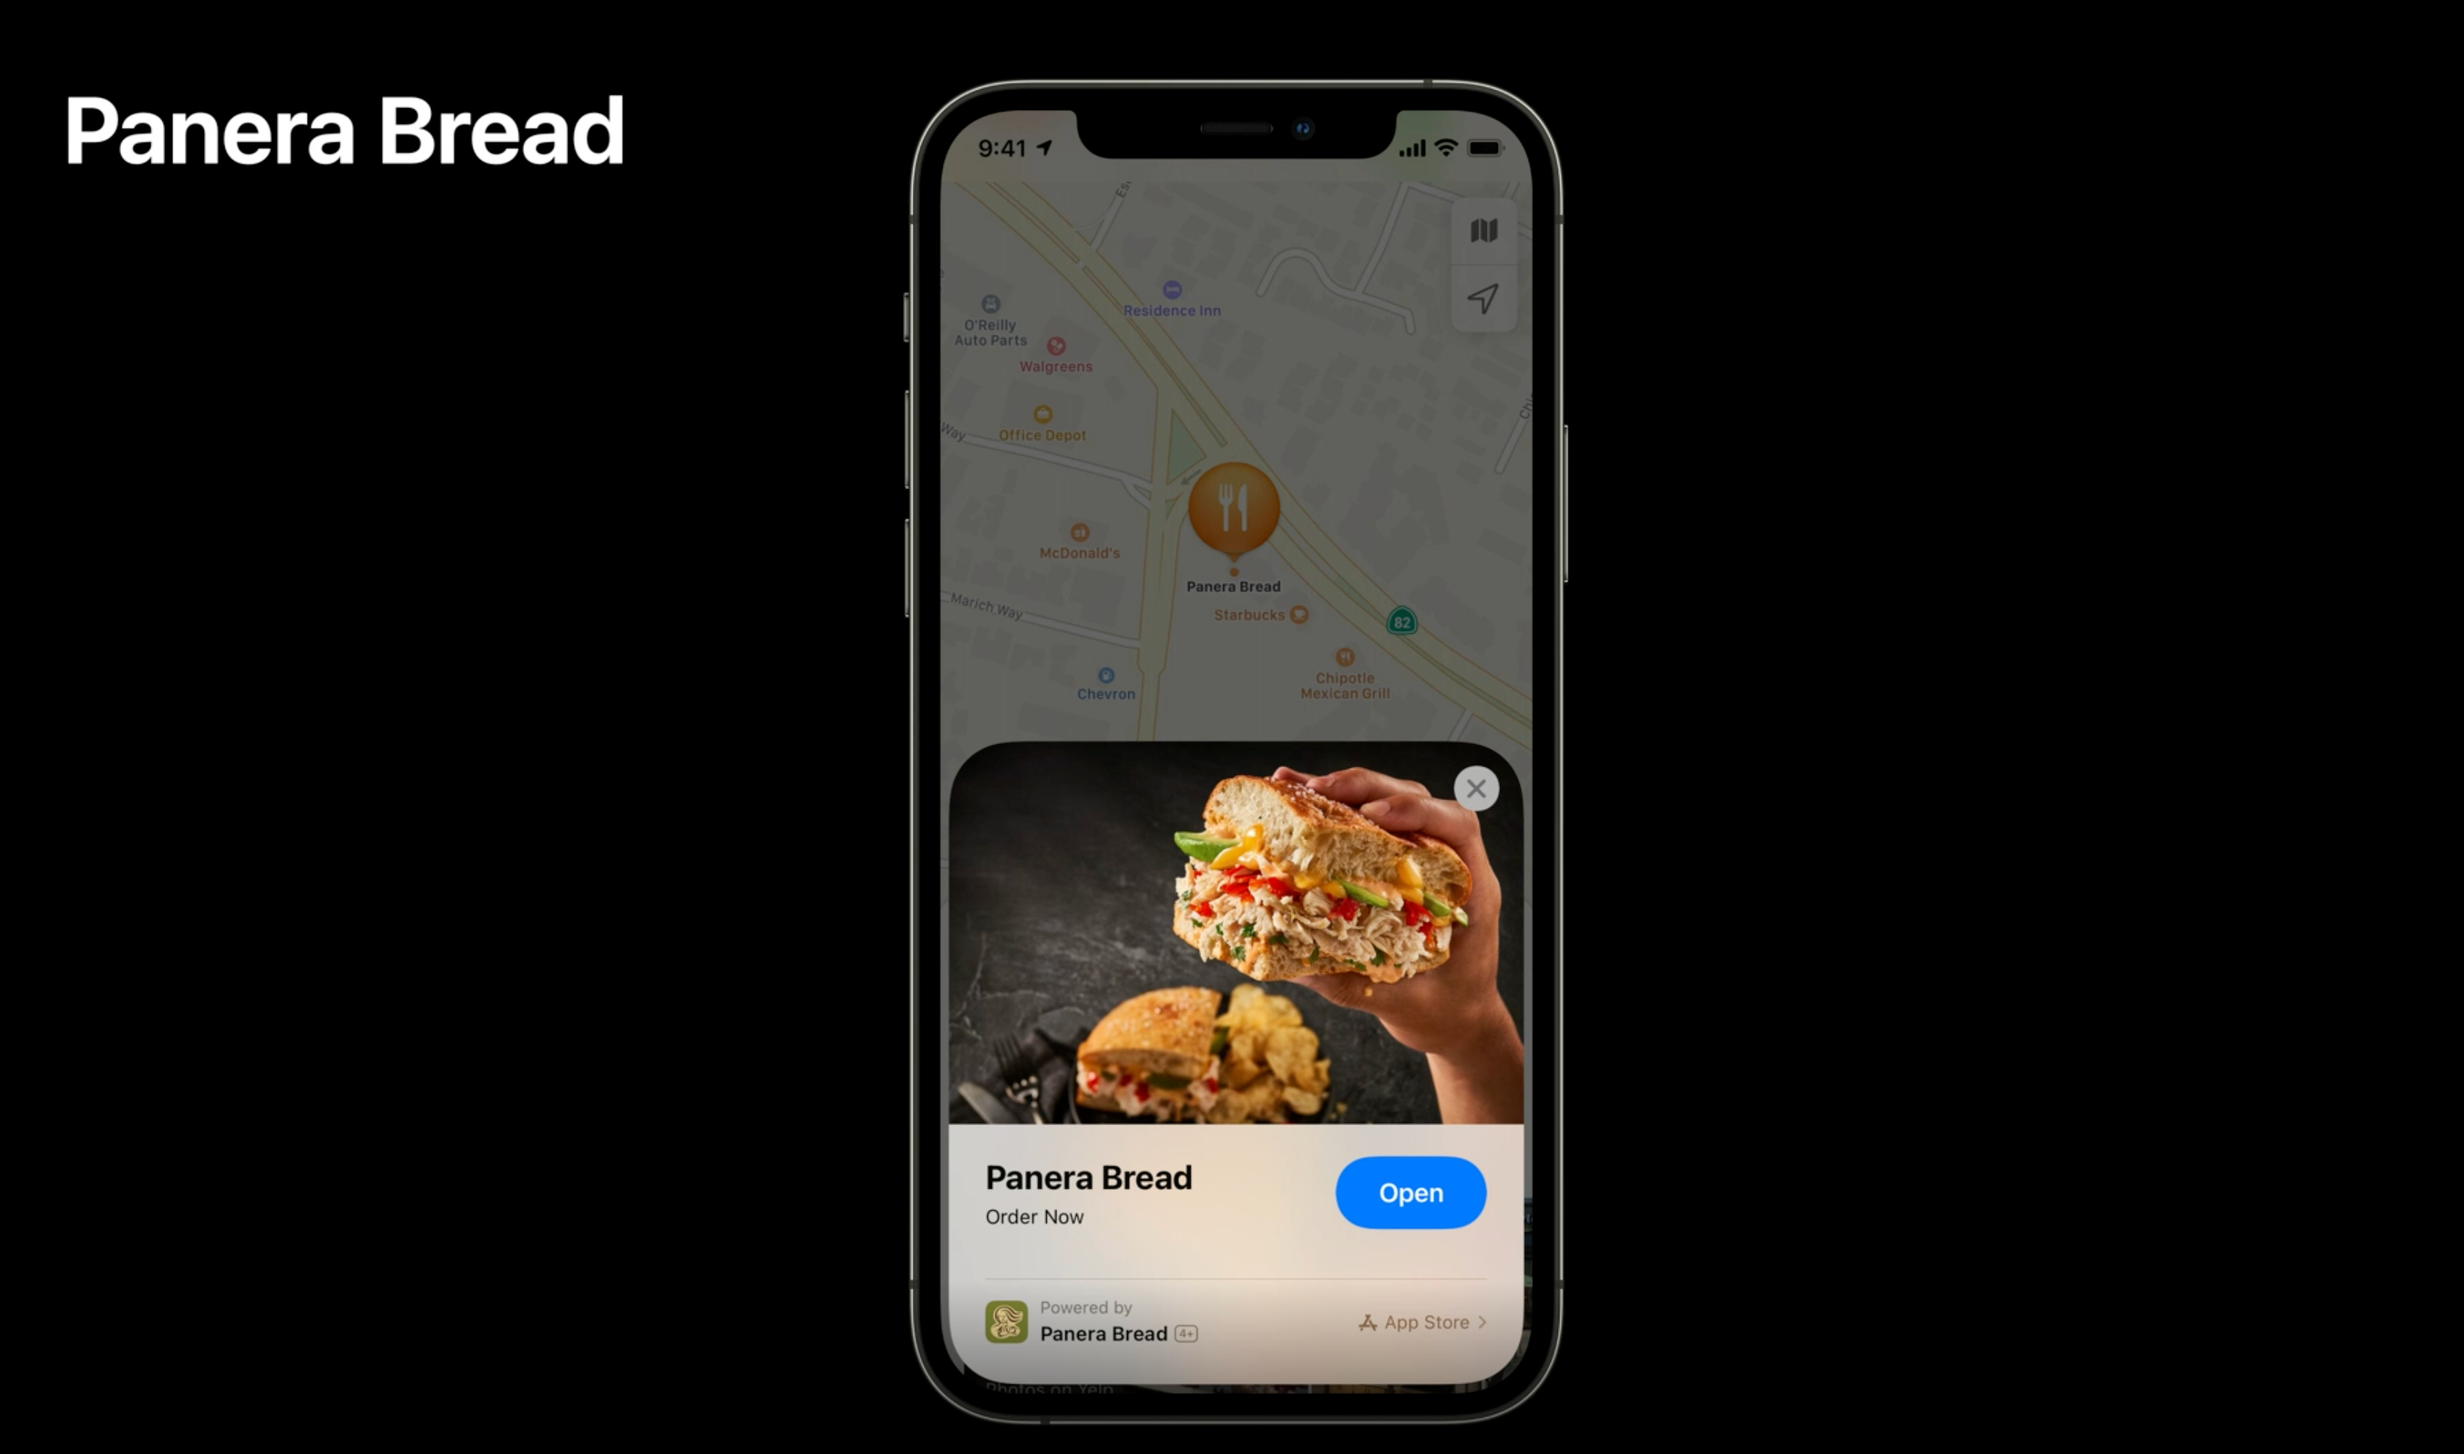 Panera Bread
9:41
Residence Inn
O'Reilly
Auto Parts
Walgreens
Office Depot
Way
McDonald's
Panera Bread
Starbucks
82
Marich Way
Chipotle
Mexican Grill
Chevron
Panera Bread
Order Now
Open
Powered by
Panera Bread 4+
App Store
Photos on Yelp